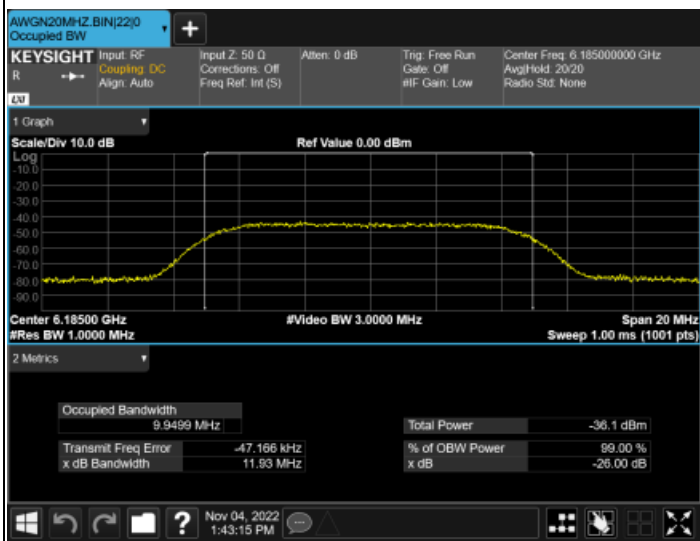 AWGN20MHZ.BIN|22|0
Occupied BW
KEYSIGHT Input: RF Input Z: 50 Ω Atten: 0 dB Trig: Free Run Center Freq: 6.185000000 GHz
R Coupling: DC Corrections: Off Gate: Off Avg|Hold: 20/20
Align: Auto Freq Ref: Int (S) #IF Gain: Low Radio Std: None
LXI
1 Graph
Scale/Div 10.0 dB Ref Value 0.00 dBm
Log
-10.0
-20.0
-30.0
-40.0
-50.0
-60.0
-70.0
-80.0
-90.0
Center 6.18500 GHz #Video BW 3.0000 MHz Span 20 MHz
#Res BW 1.0000 MHz Sweep 1.00 ms (1001 pts)
2 Metrics
Occupied Bandwidth
9.9499 MHz Total Power -36.1 dBm
Transmit Freq Error -47.166 kHz % of OBW Power 99.00 %
x dB Bandwidth 11.93 MHz x dB -26.00 dB
? Nov 04, 2022
1:43:15 PM